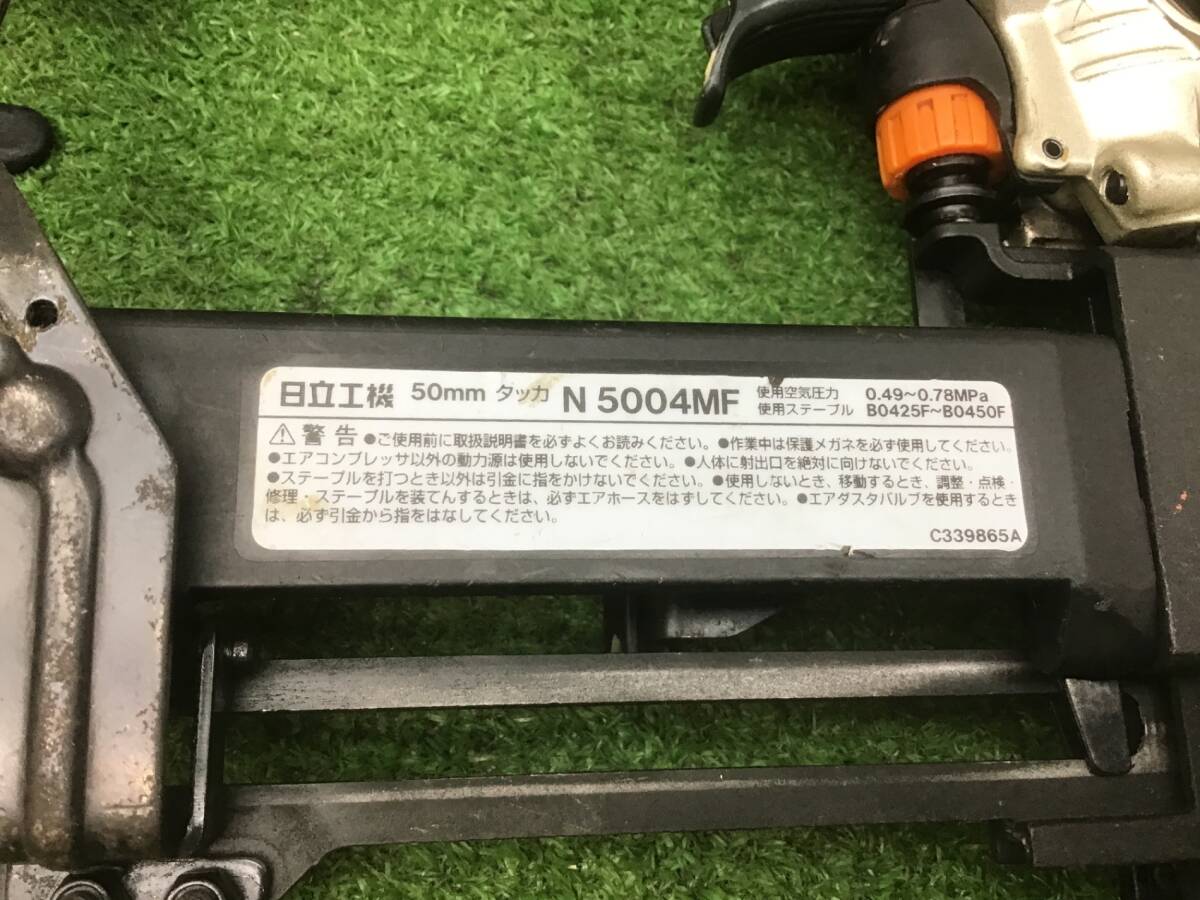 日立工機 50mm タッカ N 5004MF 使用空気圧力 0.49～0.78MPa
使用ステープル B0425F~B0450F
⚠警告 ●ご使用前に取扱説明書を必ずよくお読みください。●作業中は保護メガネを必ず使用してください。
●エアコンプレッサ以外の動力源は使用しないでください。●人体に射出口を絶対に向けないでください。
●ステープルを打つとき以外は引金に指をかけないでください。●使用しないとき、移動するとき、調整・点検・
修理・ステープルを装てんするときは、必ずエアホースをはずしてください。●エアダスタバルブを使用するとき
は、必ず引金から指をはなしてください。
C339865A